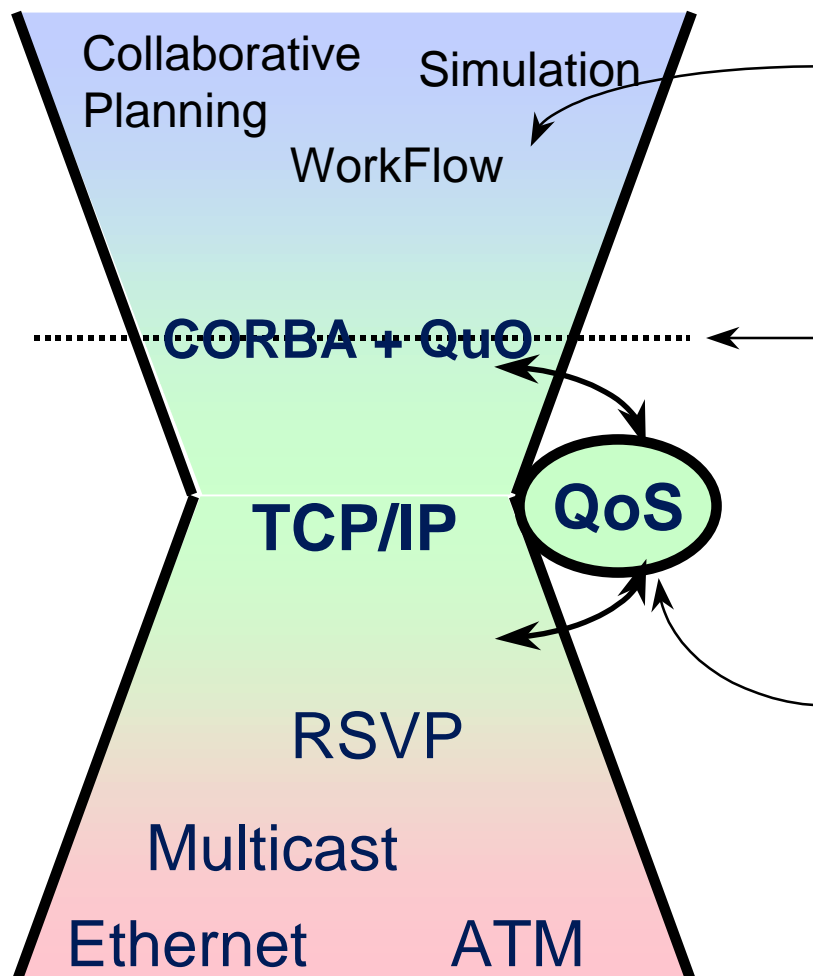 Collaborative
Planning
Simulation
WorkFlow
CORBA + QuO
TCP/IP
QoS
RSVP
Multicast
Ethernet
ATM